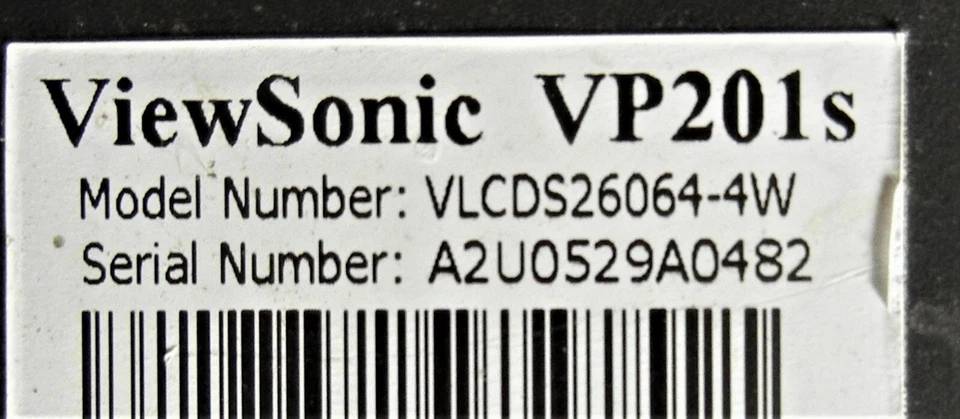 ViewSonic VP201s
Model Number: VLCDS26064-4W
Serial Number: A2U0529A0482